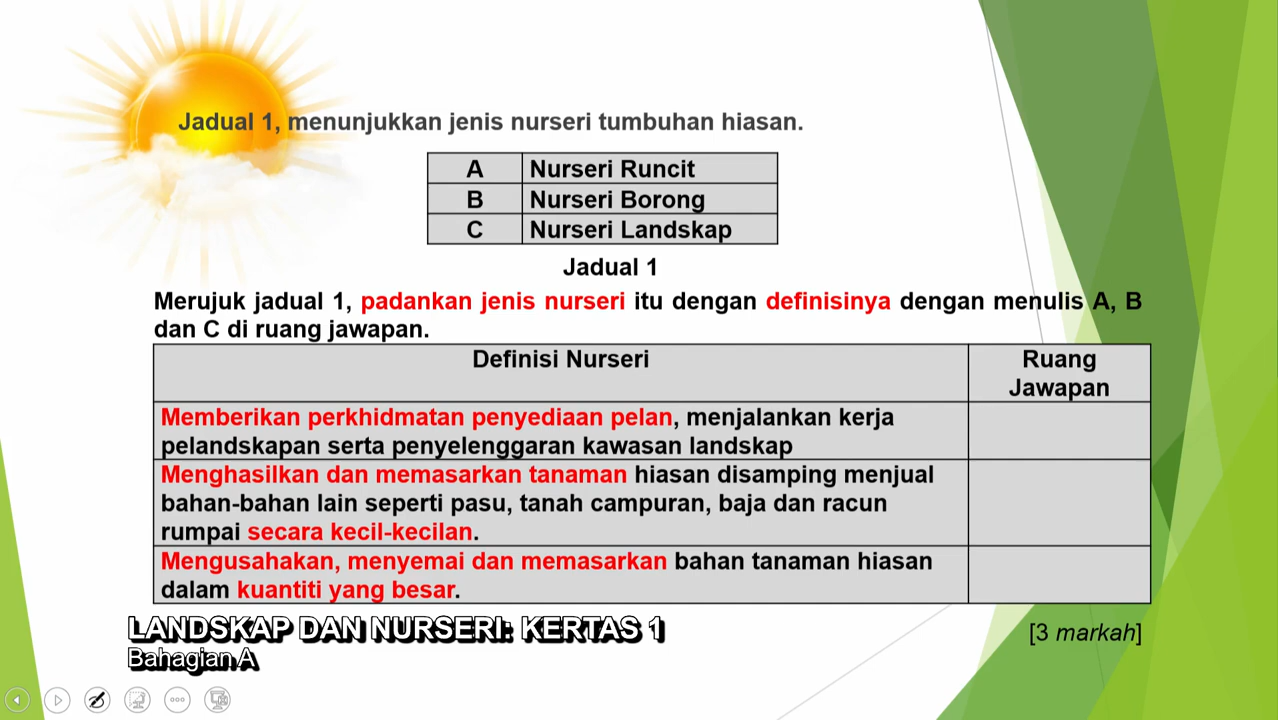 Jadual 1, menunjukkan jenis nurseri tumbuhan hiasan.
A Nurseri Runcit
B Nurseri Borong
C Nurseri Landskap
Jadual 1
Merujuk jadual 1, padankan jenis nurseri itu dengan definisinya dengan menulis A, B
dan C di ruang jawapan.
Definisi Nurseri
Ruang
Jawapan
Memberikan perkhidmatan penyediaan pelan, menjalankan kerja
pelandskapan serta penyelenggaran kawasan landskap
Menghasilkan dan memasarkan tanaman hiasan disamping menjual
bahan-bahan lain seperti pasu, tanah campuran, baja dan racun
rumpai secara kecil-kecilan.
Mengusahakan, menyemai dan memasarkan bahan tanaman hiasan
dalam kuantiti yang besar.
LANDSKAP DAN NURSERI: KERTAS 1
[3 markah]
Bahagian A